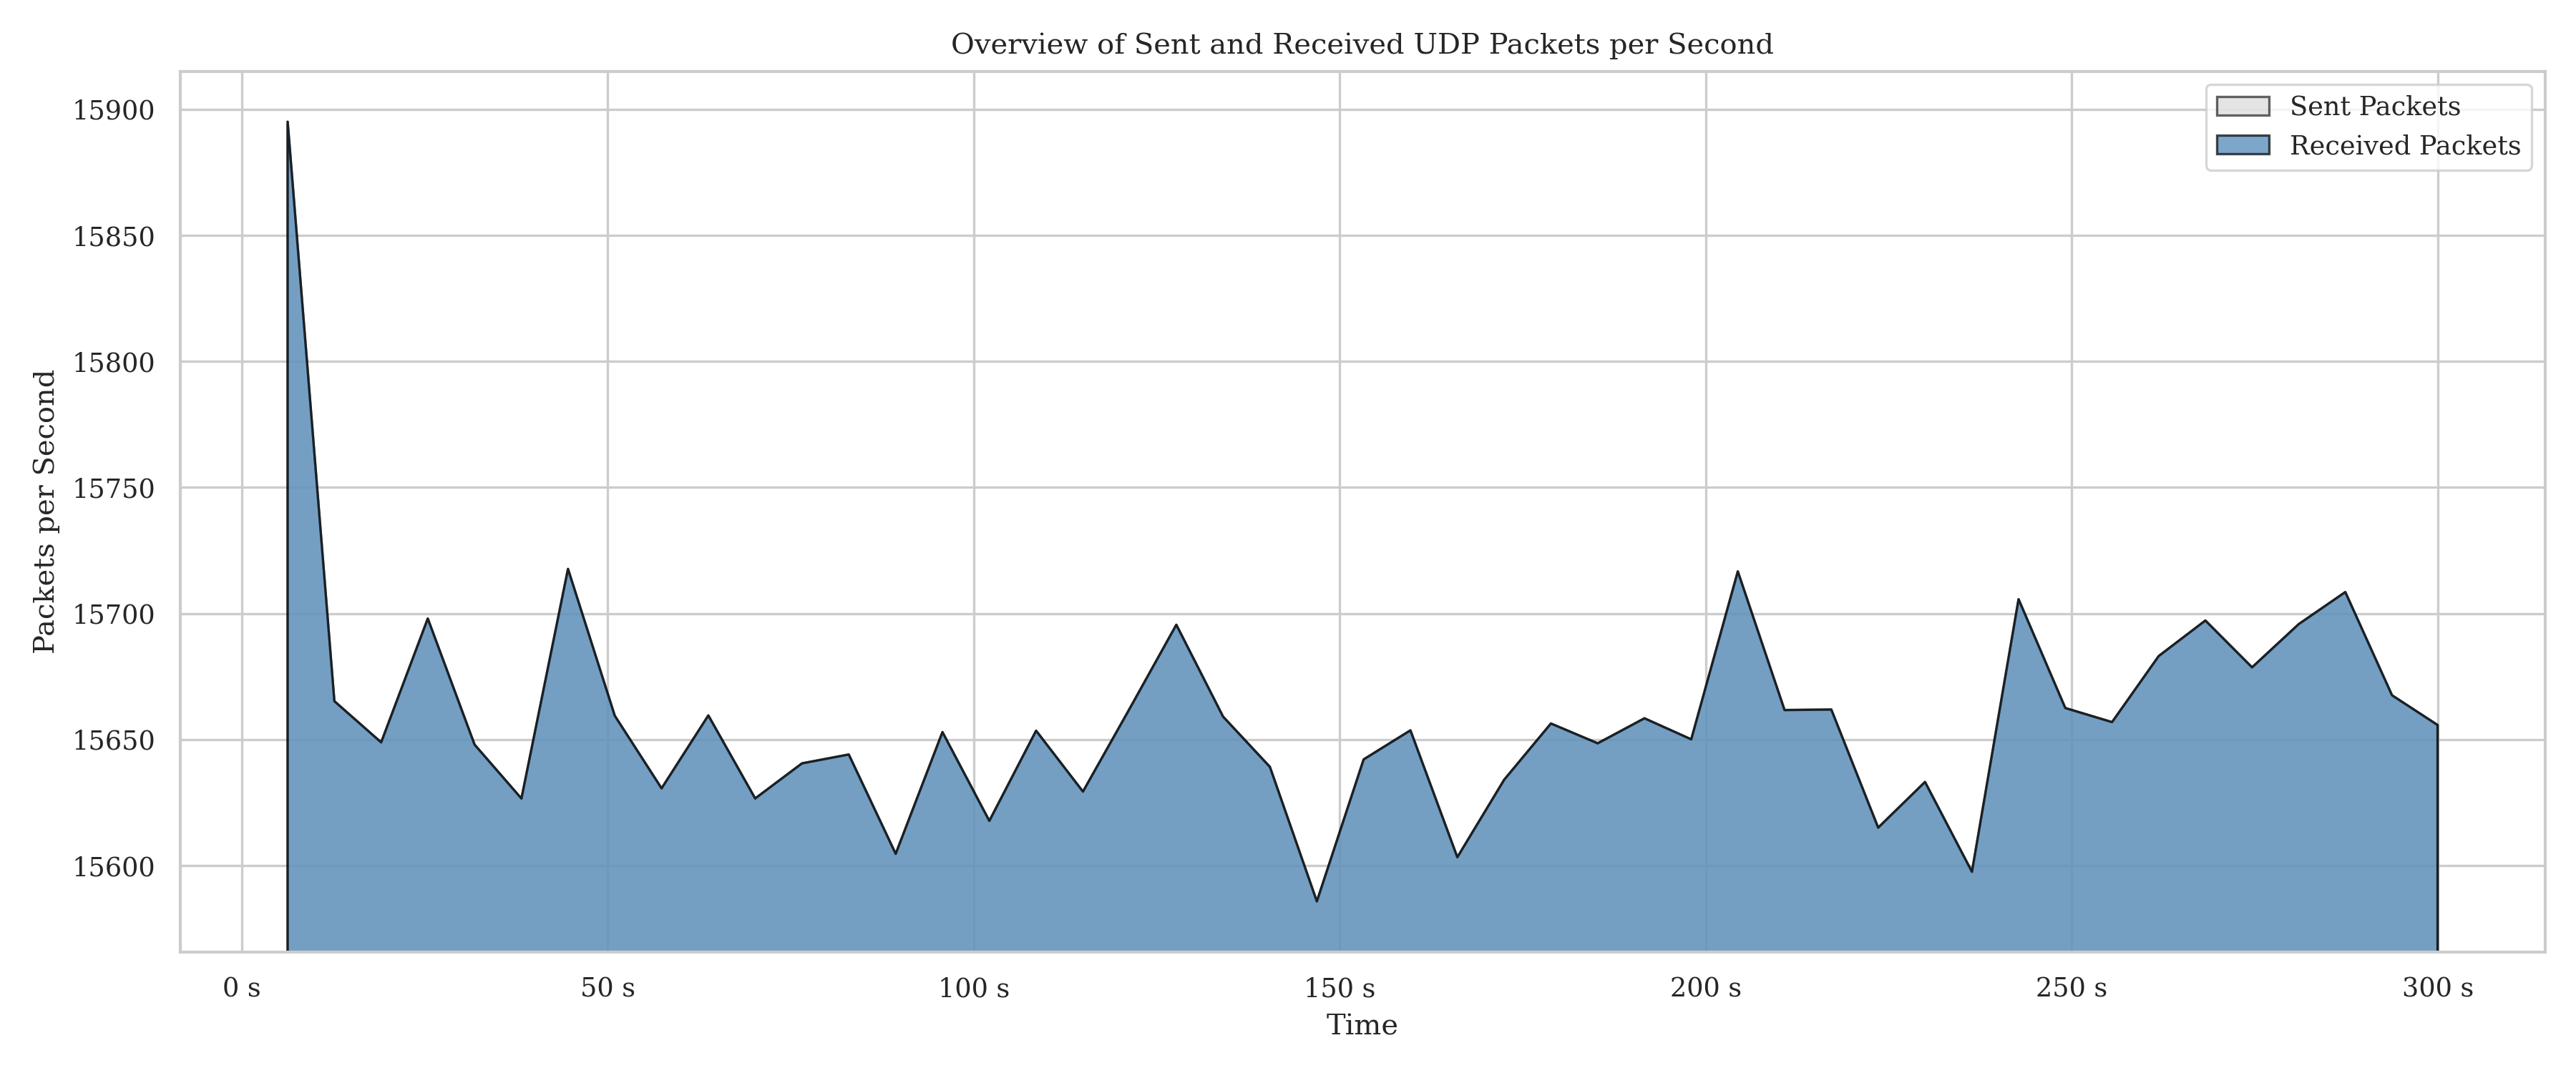 Overview of Sent and Received UDP Packets per Second
Sent Packets
Received Packets
Packets per Second
15900
15850
15800
15750
15700
15650
15600
0 s
50 s
100 s
150 s
200 s
250 s
300 s
Time